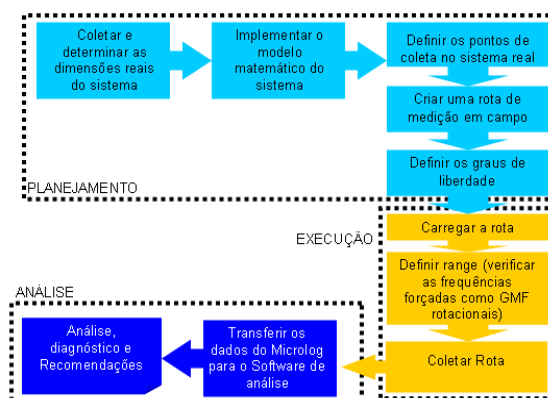 Coletar e
determinar as
dimensões reais
do sistema
Implementar o
modelo
matemático do
sistema
Definir os pontos de
coleta no sistema real
Criar uma rota de
medição em campo
Definir os graus de
liberdade
PLANEJAMENTO
EXECUÇÃO
Carregar a rota
Definir range (verificar
as frequências
forçadas como GMF
rotacionais)
Coletar Rota
ANÁLISE
Transferir os
dados do Microlog
para o Software de
análise
Análise,
diagnóstico e
Recomendações